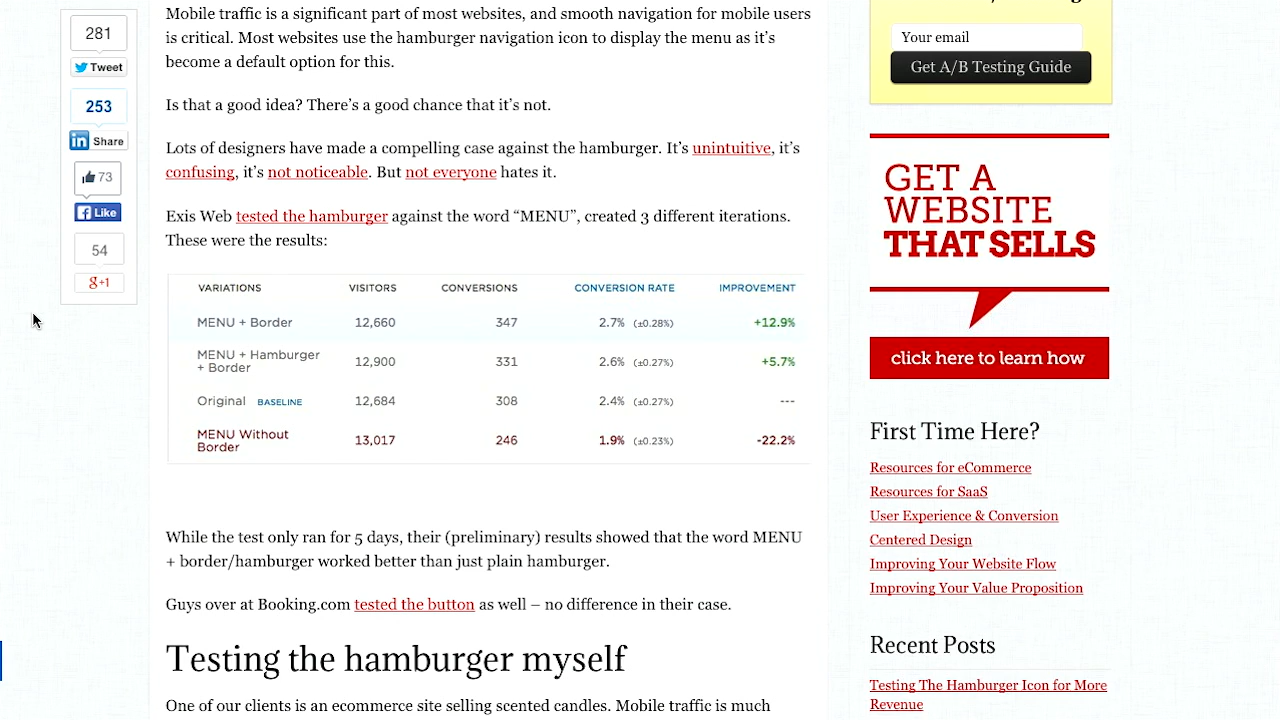 281
Tweet
253
in Share
73
Like
54
g+1
Mobile traffic is a significant part of most websites, and smooth navigation for mobile users
is critical. Most websites use the hamburger navigation icon to display the menu as it’s
become a default option for this.
Is that a good idea? There’s a good chance that it’s not.
Lots of designers have made a compelling case against the hamburger. It’s unintuitive, it’s
confusing, it’s not noticeable. But not everyone hates it.
Exis Web tested the hamburger against the word “MENU”, created 3 different iterations.
These were the results:
VARIATIONS VISITORS CONVERSIONS CONVERSION RATE IMPROVEMENT
MENU + Border 12,660 347 2.7% (±0.28%) +12.9%
MENU + Hamburger
+ Border 12,900 331 2.6% (±0.27%) +5.7%
Original BASELINE 12,684 308 2.4% (±0.27%) ---
MENU Without
Border 13,017 246 1.9% (±0.23%) -22.2%
While the test only ran for 5 days, their (preliminary) results showed that the word MENU
+ border/hamburger worked better than just plain hamburger.
Guys over at Booking.com tested the button as well – no difference in their case.
Testing the hamburger myself
One of our clients is an ecommerce site selling scented candles. Mobile traffic is much
Your email
Get A/B Testing Guide
GET A
WEBSITE
THAT SELLS
click here to learn how
First Time Here?
Resources for eCommerce
Resources for SaaS
User Experience & Conversion
Centered Design
Improving Your Website Flow
Improving Your Value Proposition
Recent Posts
Testing The Hamburger Icon for More
Revenue